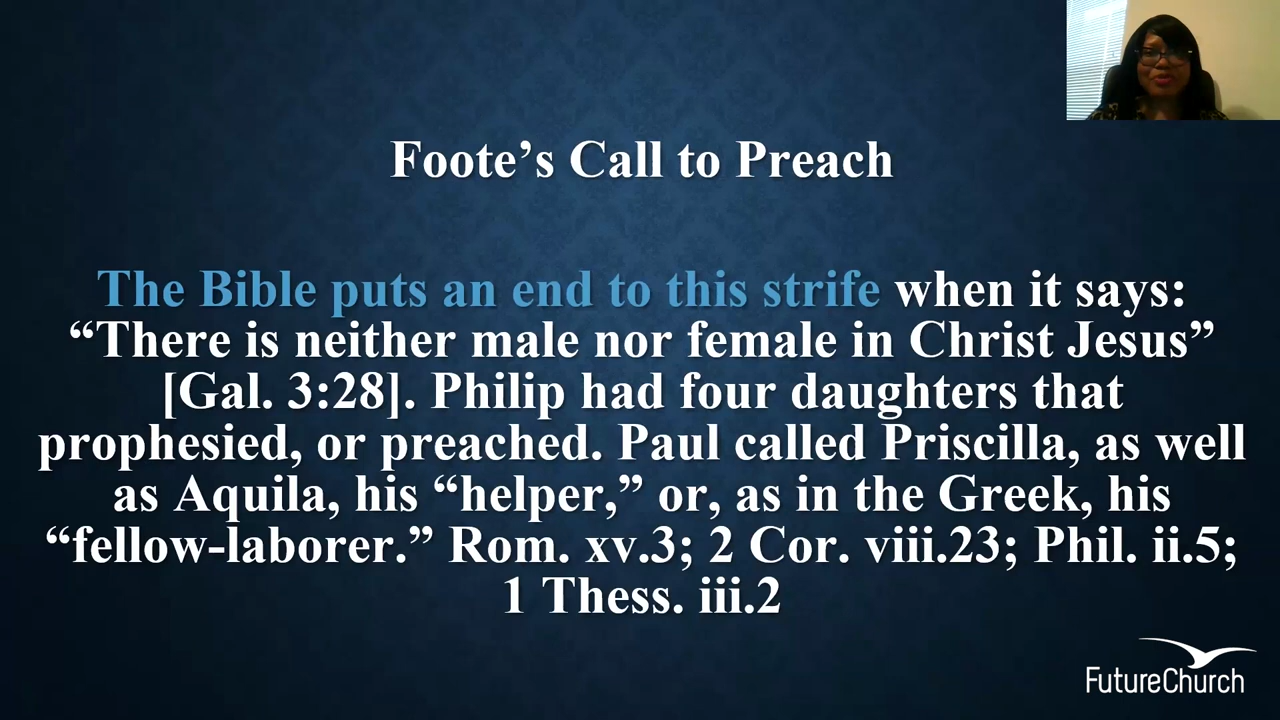 Foote’s Call to Preach
The Bible puts an end to this strife when it says:
“There is neither male nor female in Christ Jesus”
[Gal. 3:28]. Philip had four daughters that
prophesied, or preached. Paul called Priscilla, as well
as Aquila, his “helper,” or, as in the Greek, his
“fellow-laborer.” Rom. xv.3; 2 Cor. viii.23; Phil. ii.5;
1 Thess. iii.2
FutureChurch